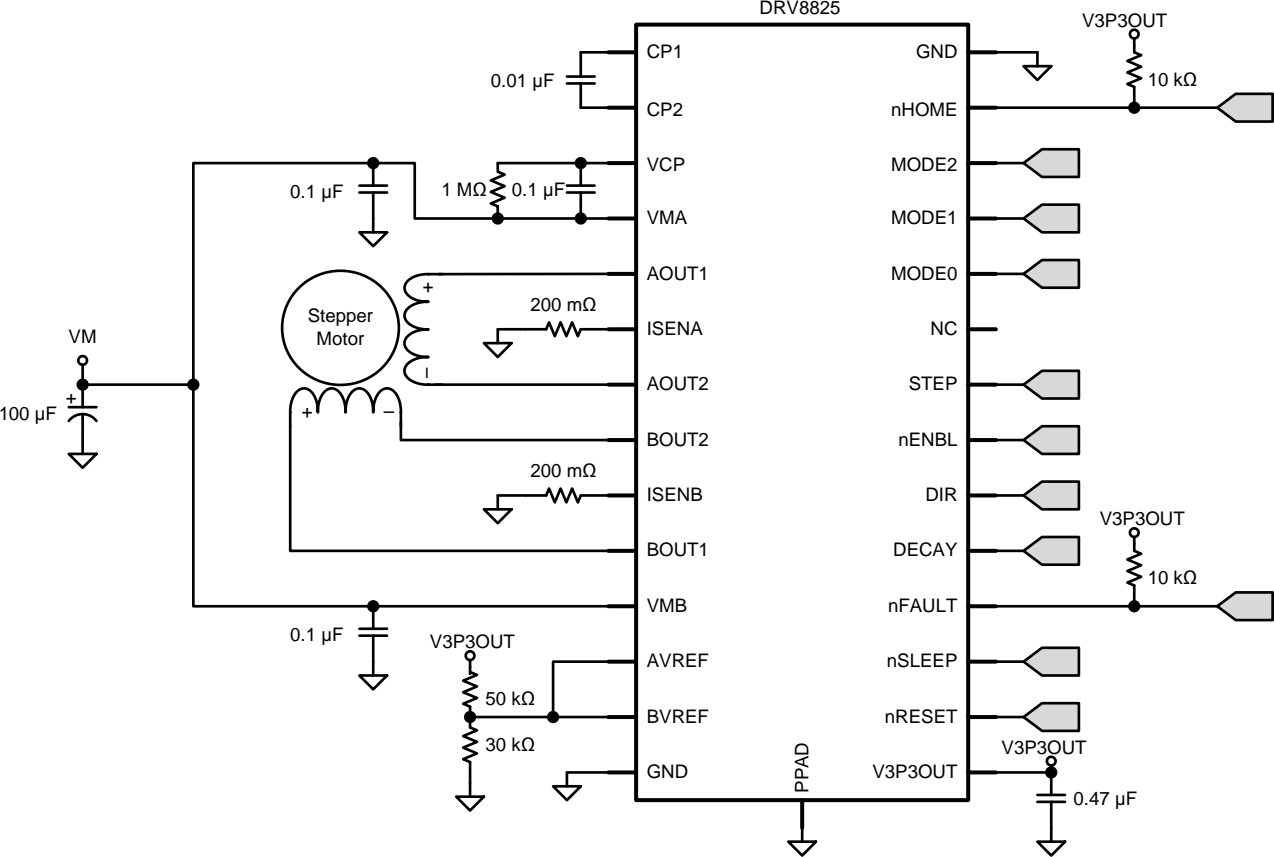 DRV8825
CP1
CP2
VCP
VMA
AOUT1
ISENA
AOUT2
BOUT2
ISENB
BOUT1
VMB
AVREF
BVREF
GND
PPAD
GND
nHOME
MODE2
MODE1
MODE0
NC
STEP
nENBL
DIR
DECAY
nFAULT
nSLEEP
nRESET
V3P3OUT
0.01 µF
0.1 µF
1 MΩ
0.1 µF
+
–
Stepper
Motor
+
–
200 mΩ
200 mΩ
VM
+
100 µF
0.1 µF
V3P3OUT
50 kΩ
30 kΩ
V3P3OUT
10 kΩ
V3P3OUT
10 kΩ
V3P3OUT
0.47 µF